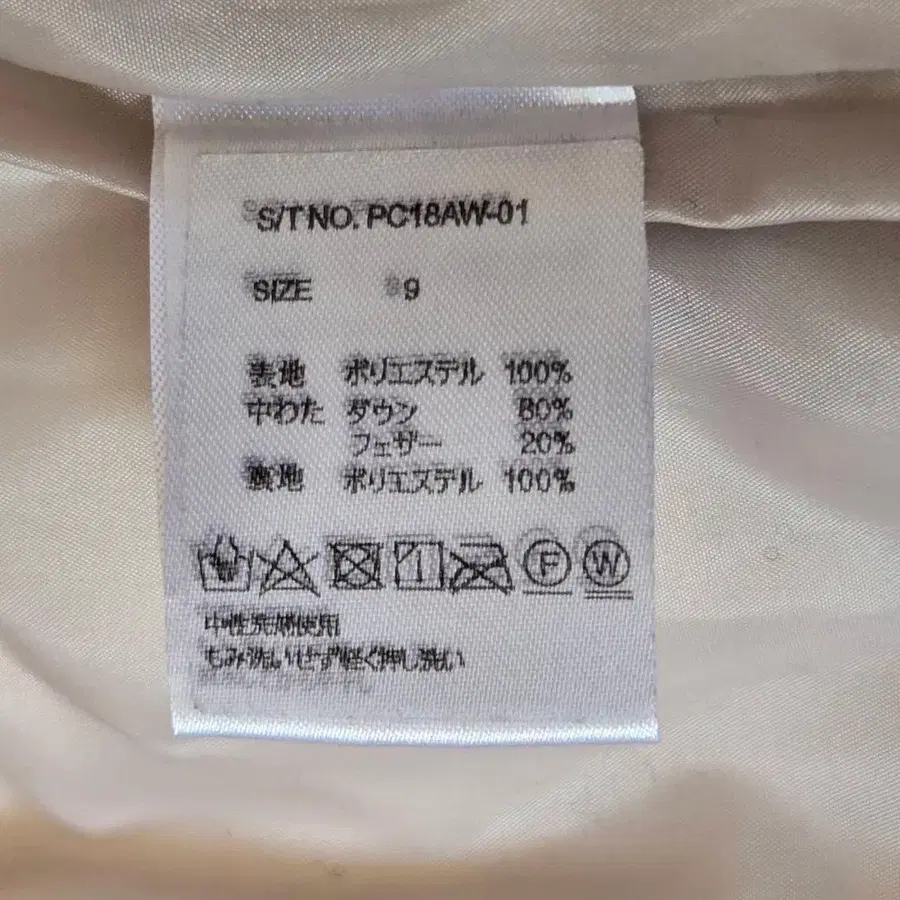 S/T NO. PC18AW-01
SIZE 9
表地 ポリエステル 100%
中わた ダウン 80%
フェザー 20%
裏地 ポリエステル 100%
F W
中性洗剤使用
もみ洗いせず軽く押し洗い